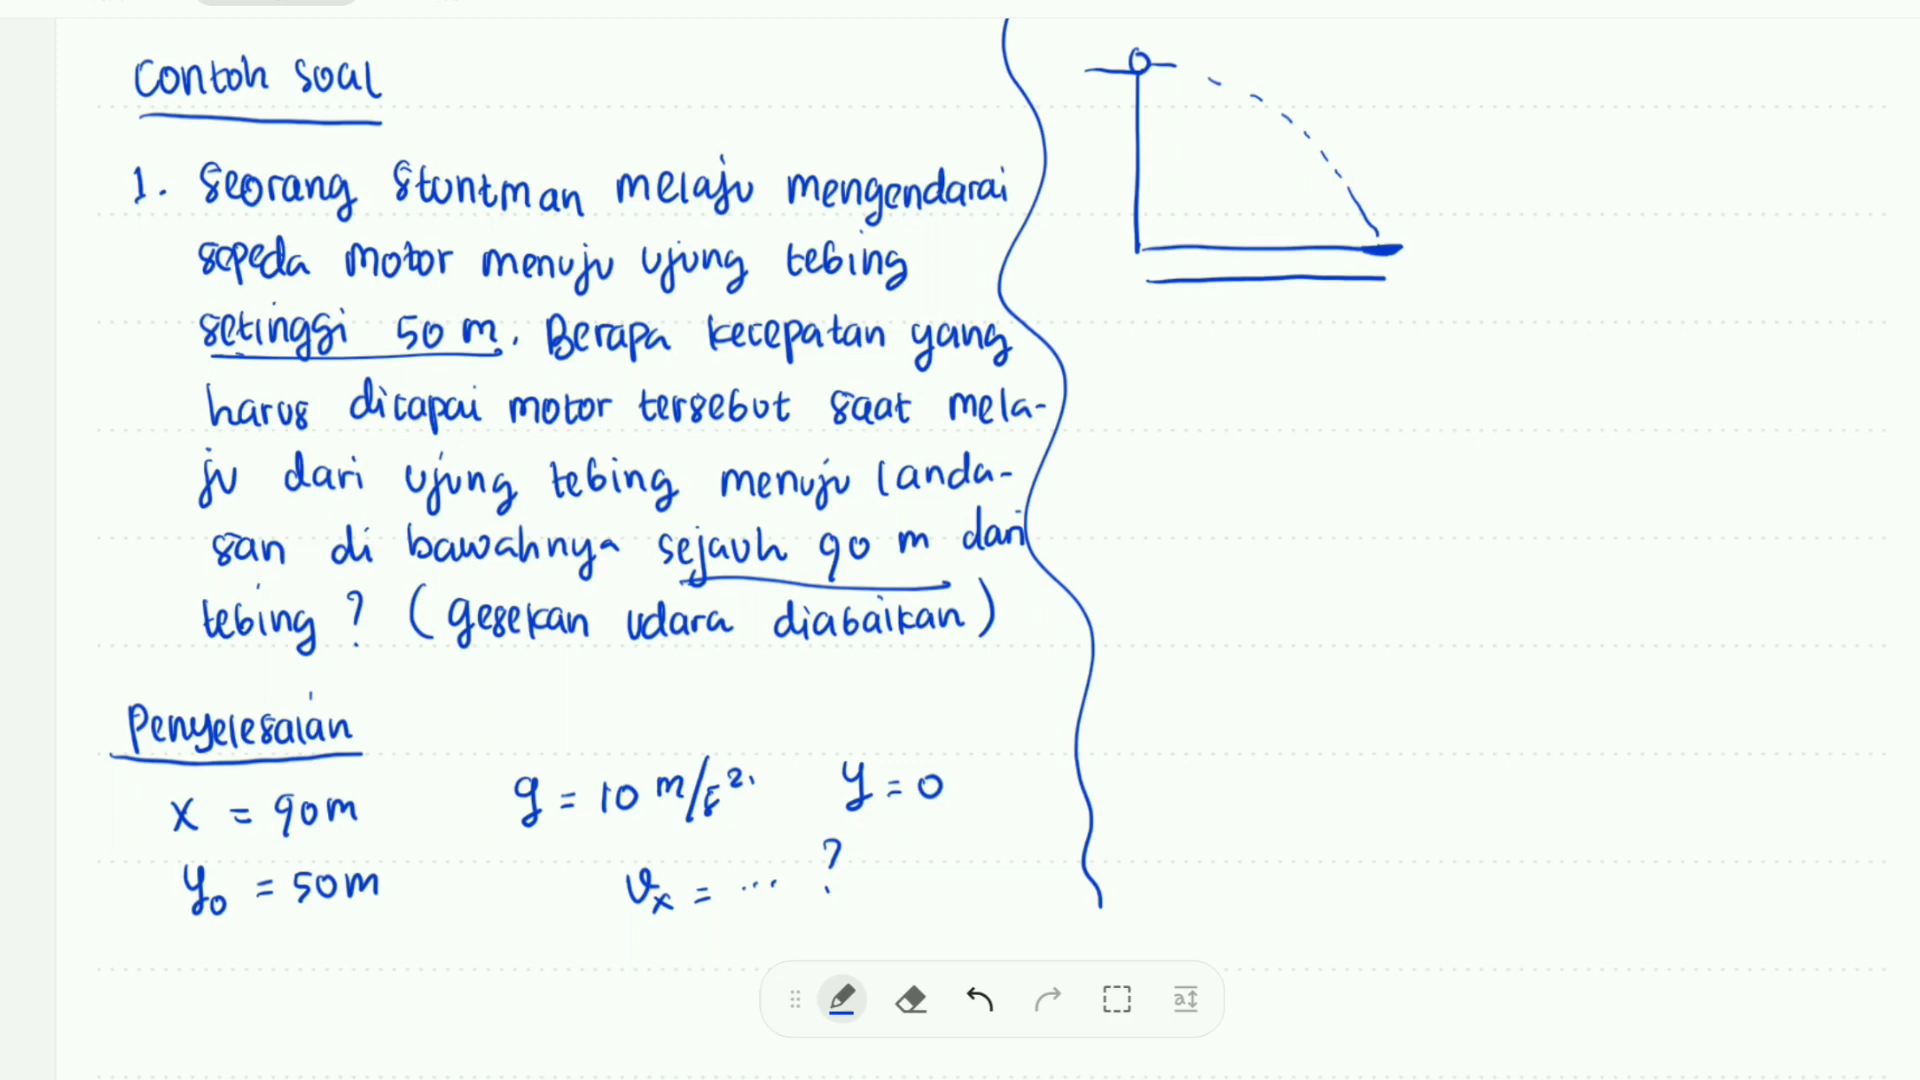 Contoh soal
1. Seorang Stuntman melaju mengendarai
sepeda motor menuju ujung tebing
setinggi 50 m. Berapa kecepatan yang
harus dicapai motor tersebut saat mela-
ju dari ujung tebing menuju landa-
san di bawahnya sejauh 90 m dari
tebing ? (gesekan udara diabaikan)
Penyelesaian
x = 90 m
g = 10 m/s².
y = 0
y₀ = 50 m
vₓ = ... ?